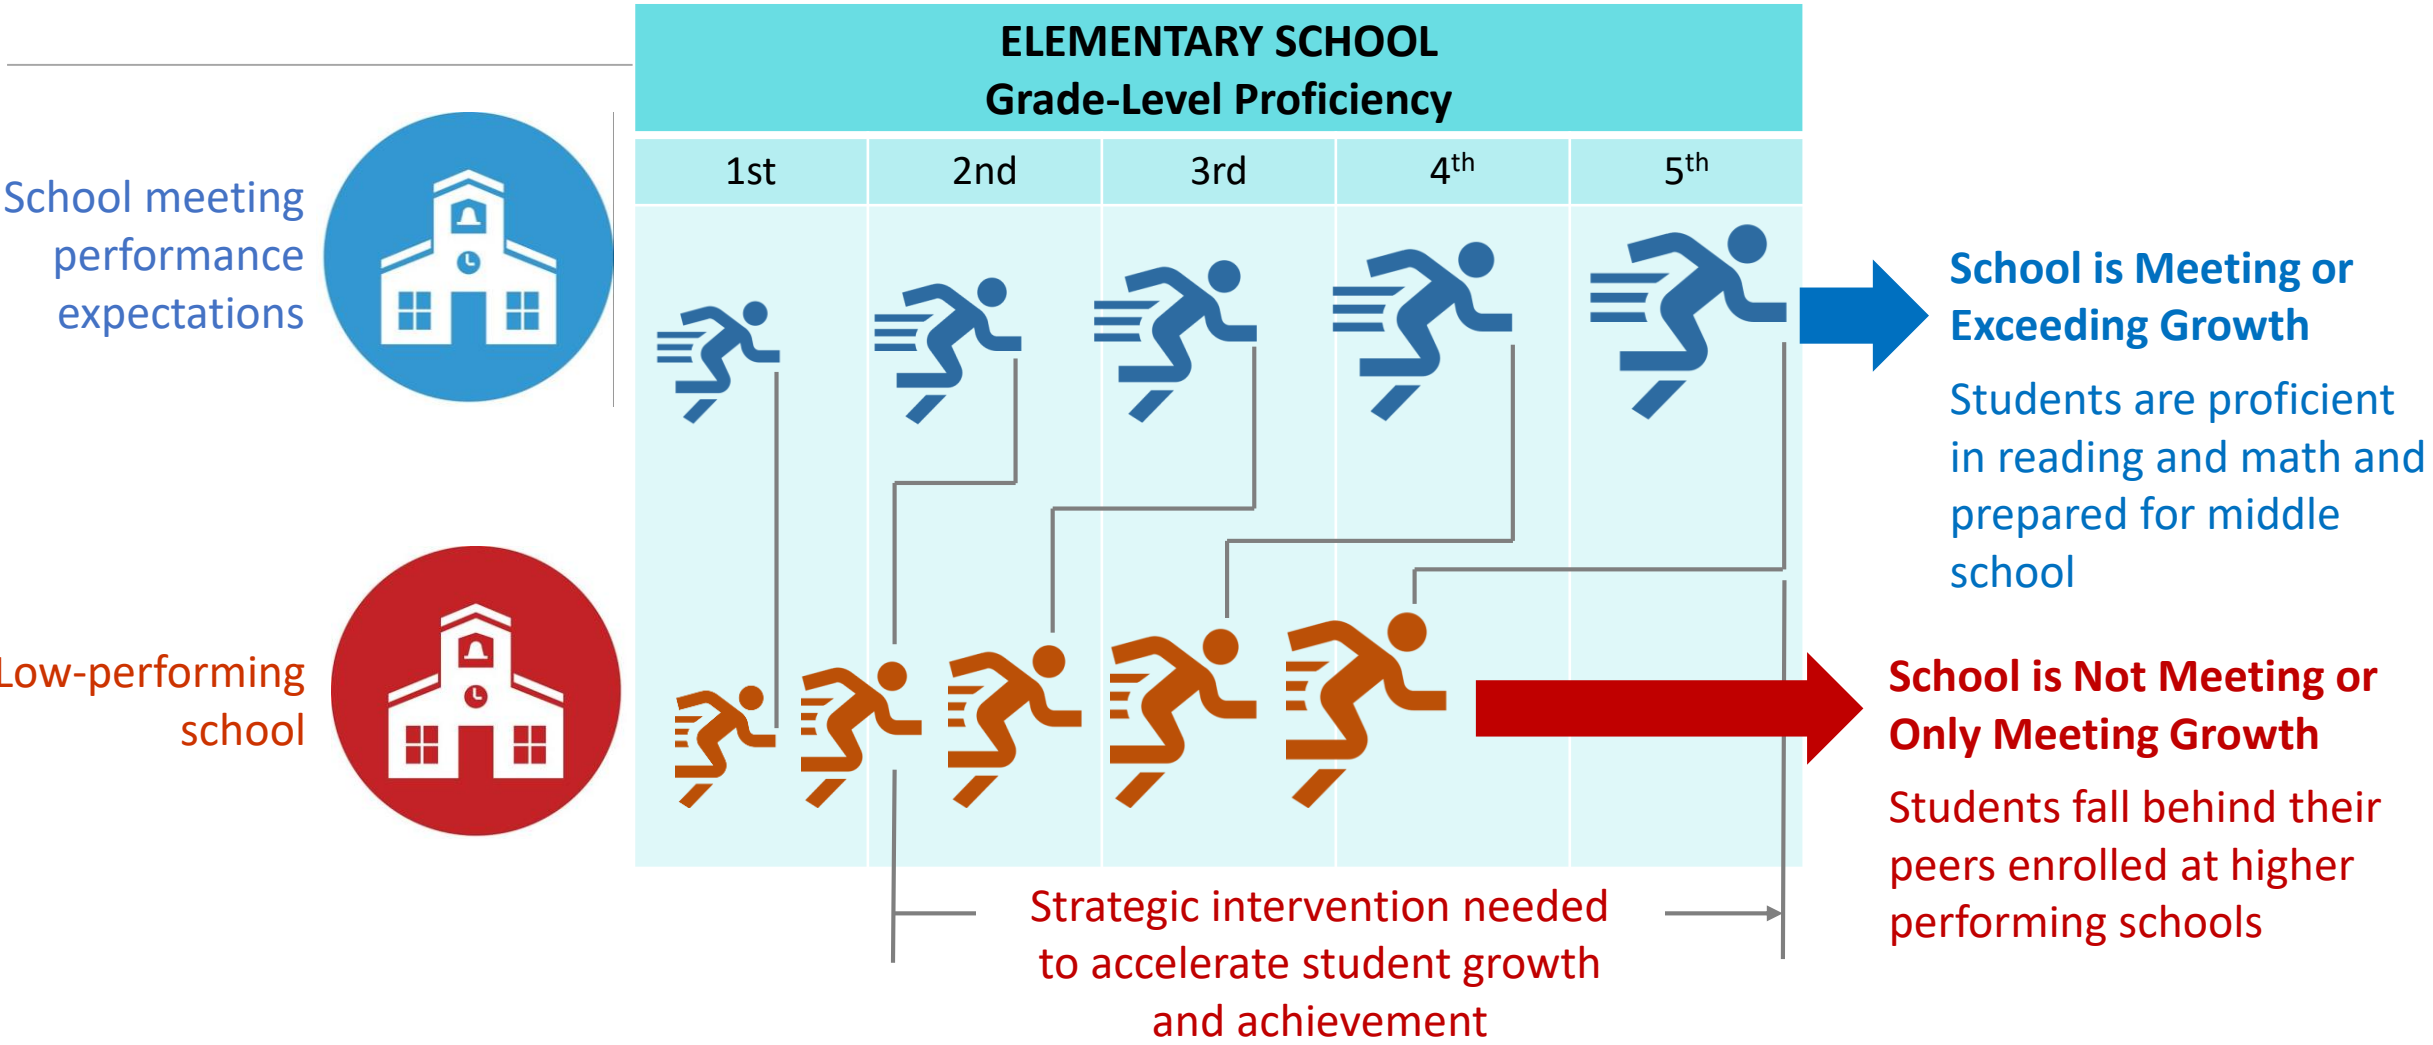 ELEMENTARY SCHOOL
Grade-Level Proficiency
1st 2nd 3rd 4th 5th
School meeting
performance
expectations
School is Meeting or
Exceeding Growth
Students are proficient
in reading and math and
prepared for middle
school
Low-performing
school
School is Not Meeting or
Only Meeting Growth
Students fall behind their
peers enrolled at higher
performing schools
Strategic intervention needed
to accelerate student growth
and achievement